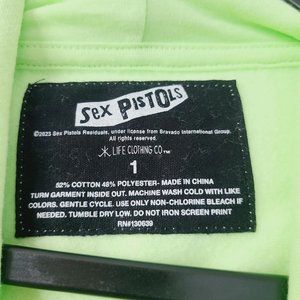 Sex PISTOLS
©2023 Sex Pistols Residuals, under license from Bravado International Group.
All rights reserved.
LIFE CLOTHING CO™
1
52% COTTON 48% POLYESTER- MADE IN CHINA
TURN GARMENT INSIDE OUT. MACHINE WASH COLD WITH LIKE
COLORS. GENTLE CYCLE. USE ONLY NON-CHLORINE BLEACH IF
NEEDED. TUMBLE DRY LOW. DO NOT IRON SCREEN PRINT
RN#130639